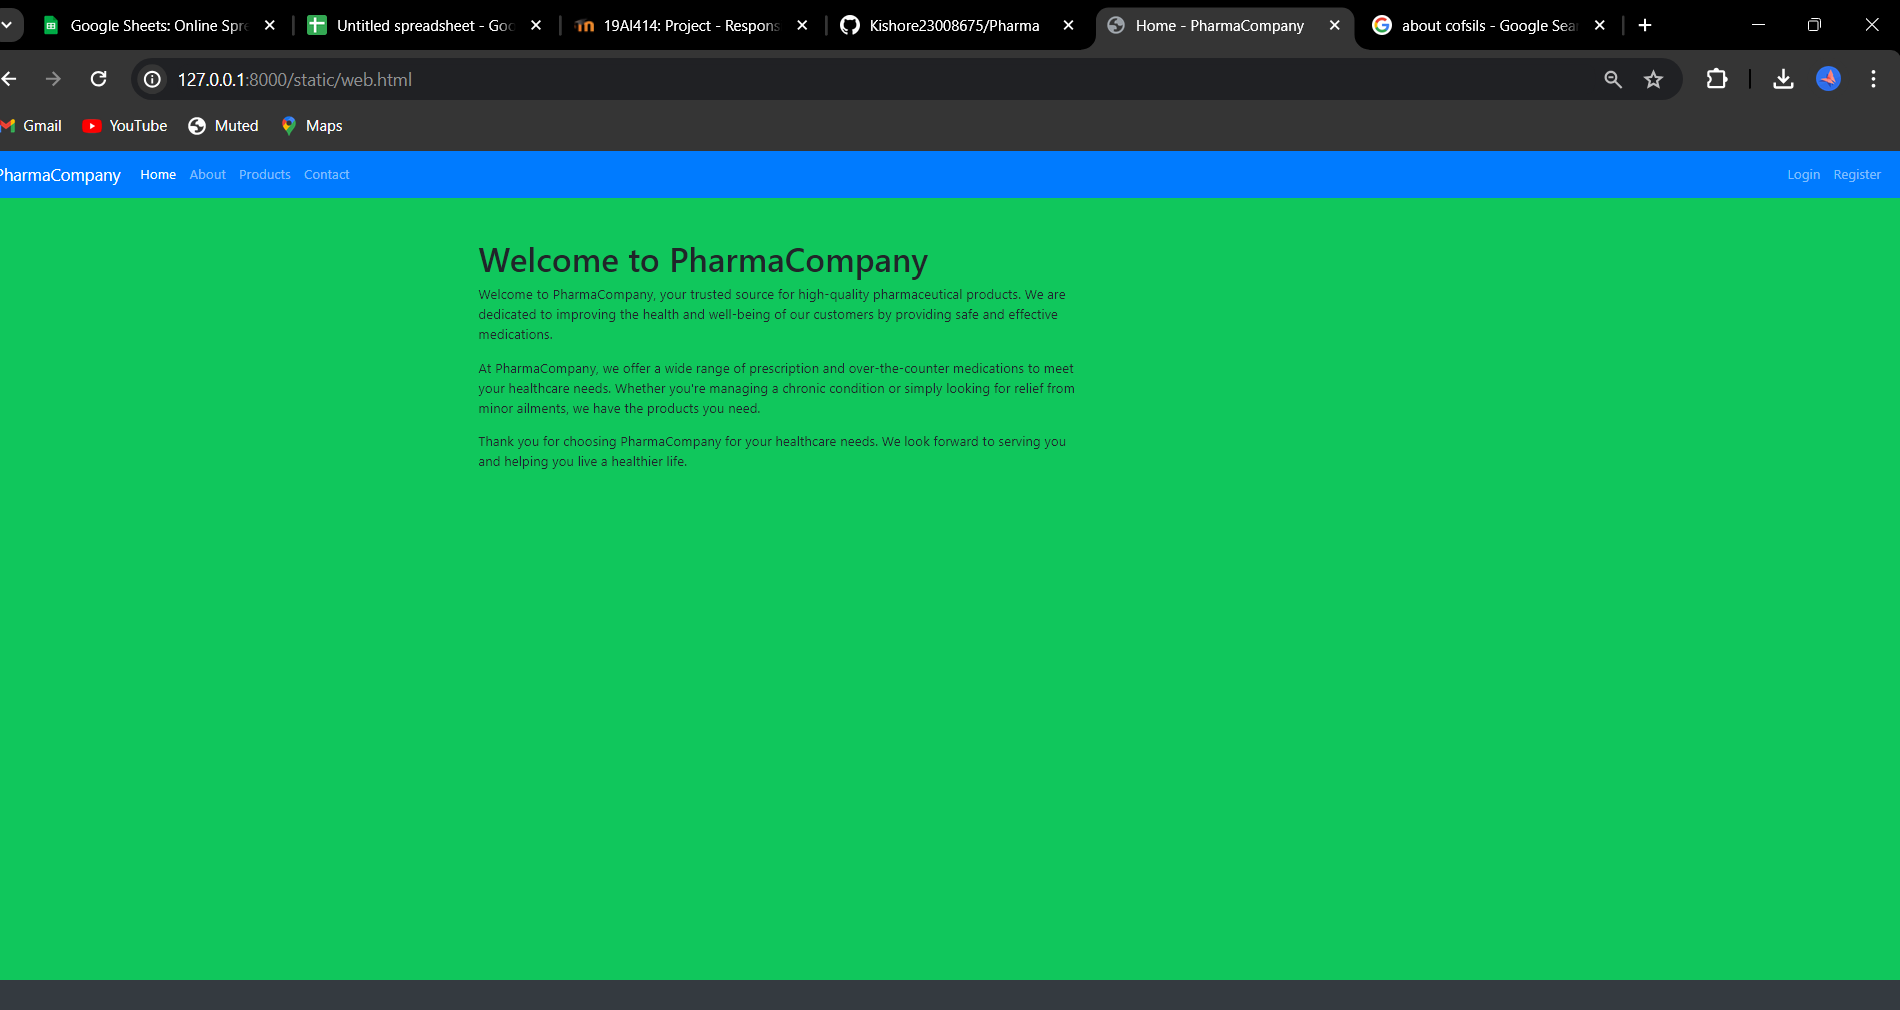 Google Sheets: Online Spre
Untitled spreadsheet - Goo
19AI414: Project - Respons
Kishore23008675/Pharma
Home - PharmaCompany
about cofsils - Google Sear
127.0.0.1:8000/static/web.html
Gmail YouTube Muted Maps
PharmaCompany Home About Products Contact Login Register
Welcome to PharmaCompany
Welcome to PharmaCompany, your trusted source for high-quality pharmaceutical products. We are
dedicated to improving the health and well-being of our customers by providing safe and effective
medications.
At PharmaCompany, we offer a wide range of prescription and over-the-counter medications to meet
your healthcare needs. Whether you're managing a chronic condition or simply looking for relief from
minor ailments, we have the products you need.
Thank you for choosing PharmaCompany for your healthcare needs. We look forward to serving you
and helping you live a healthier life.